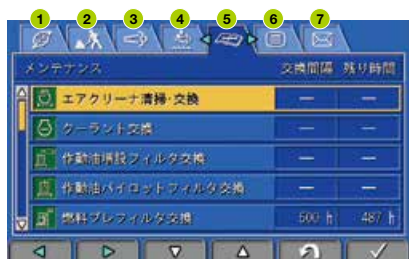 1 2 3 4 5 6 7
メンテナンス 交換間隔 残り時間
エアクリーナ清掃・交換 — —
クーラント交換 — —
作動油増設フィルタ交換 — —
作動油パイロットフィルタ交換 — —
燃料プレフィルタ交換 500 h 487 h